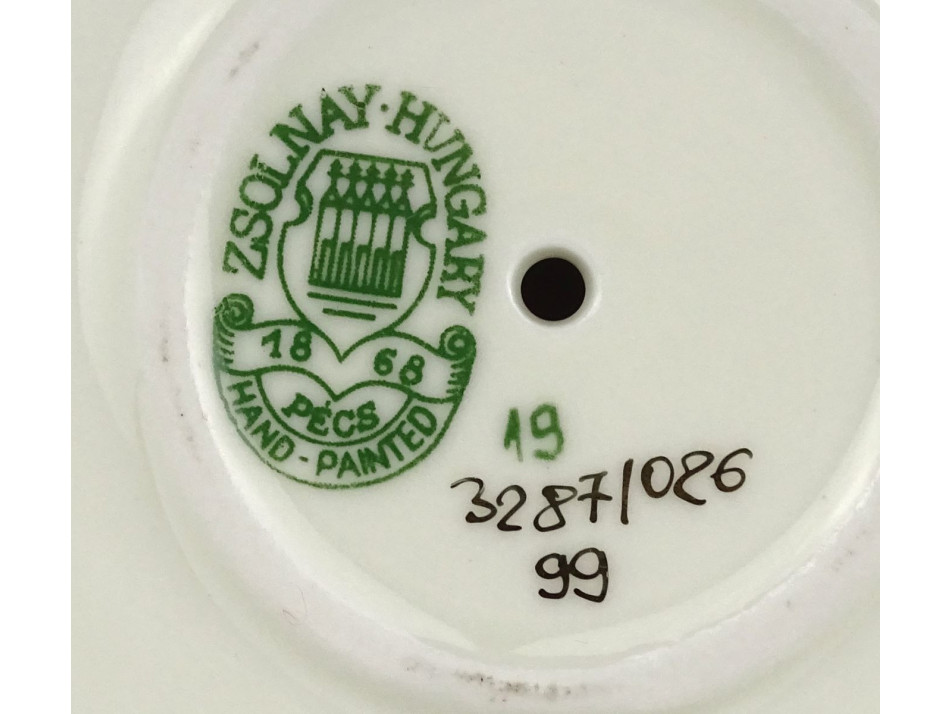 ZSOLNAY·HUNGARY
18 68
PÉCS
HAND-PAINTED
19
3287/026
99